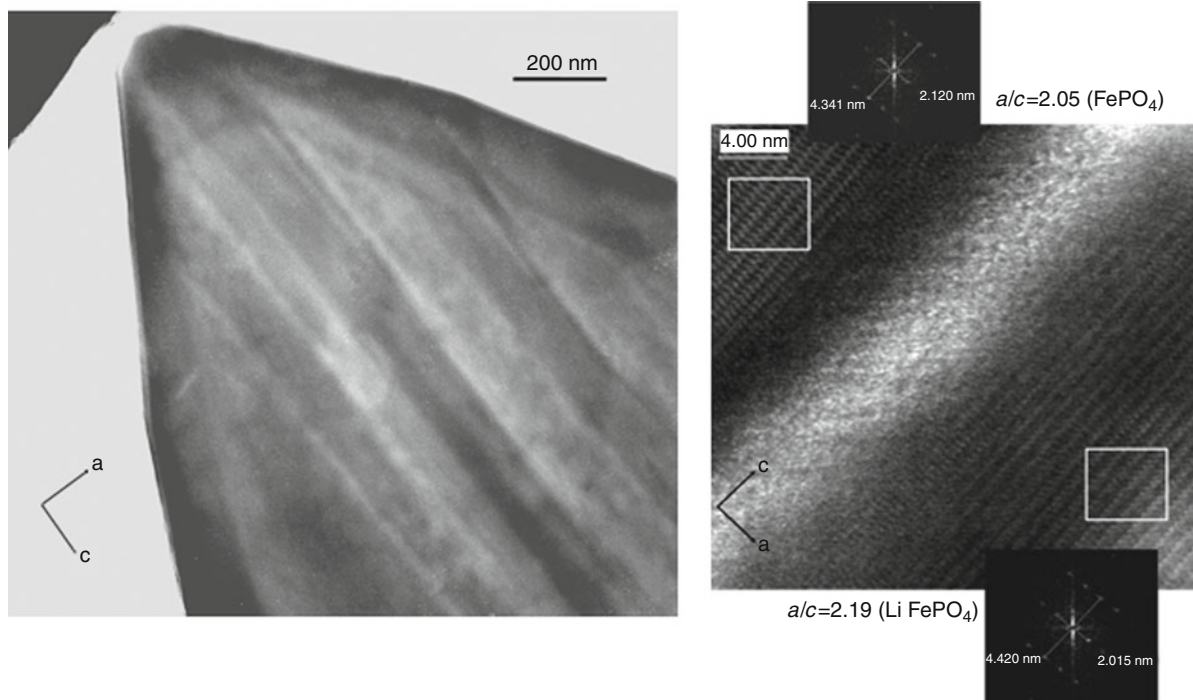 200 nm
a
c
4.341 nm
2.120 nm
a/c=2.05 (FePO₄)
4.00 nm
c
a
a/c=2.19 (Li FePO₄)
4.420 nm
2.015 nm